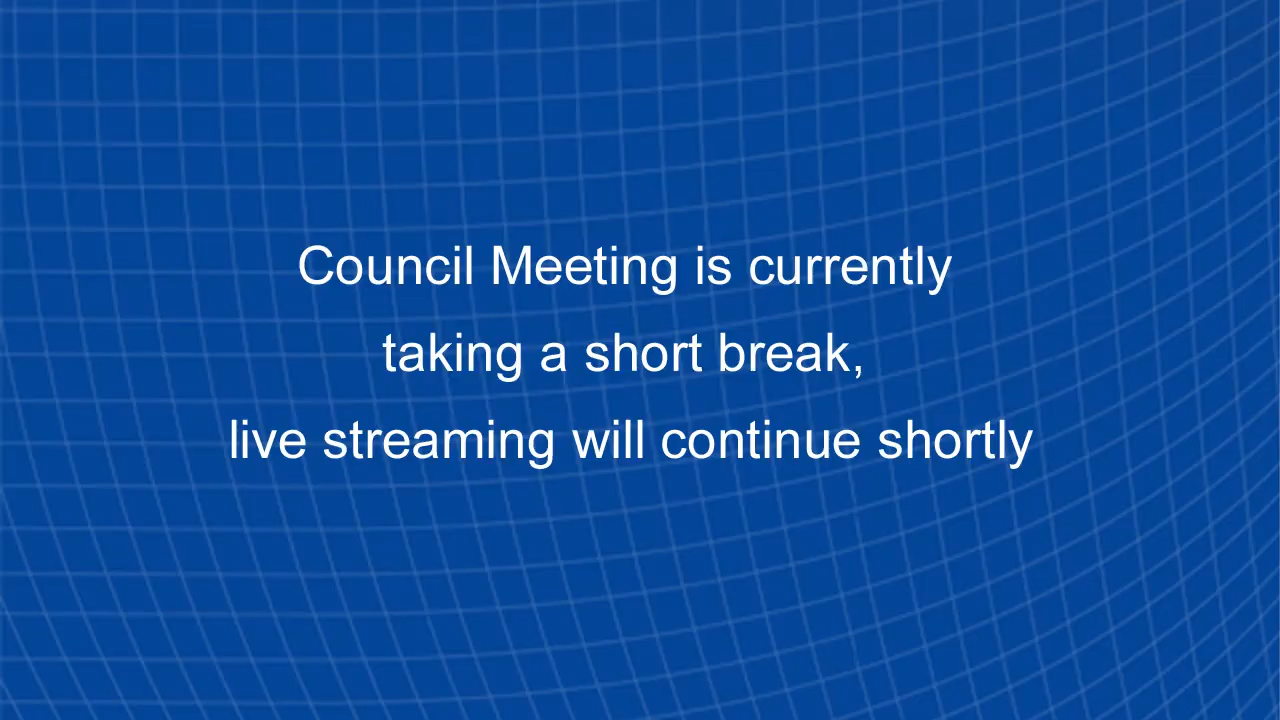 Council Meeting is currently
taking a short break,
live streaming will continue shortly